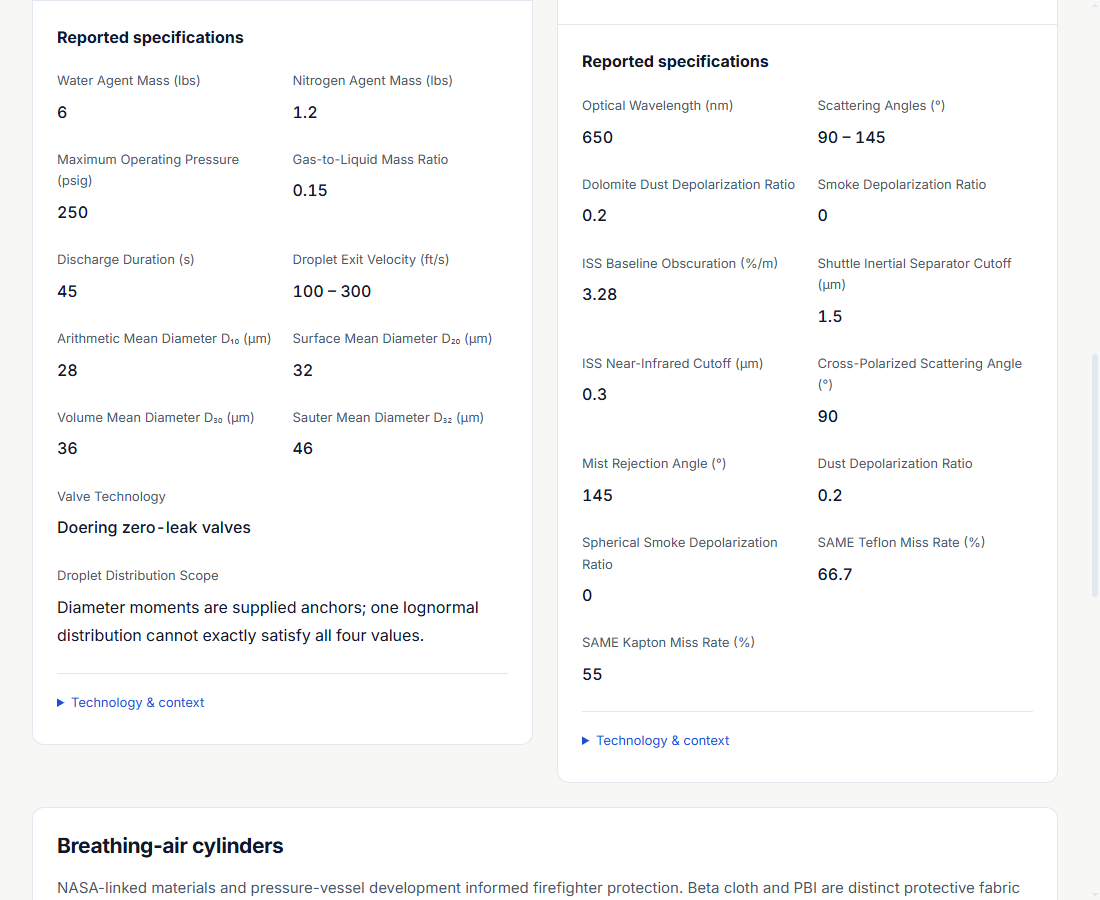 Reported specifications
Water Agent Mass (lbs)
6
Nitrogen Agent Mass (lbs)
1.2
Maximum Operating Pressure
(psig)
250
Gas-to-Liquid Mass Ratio
0.15
Discharge Duration (s)
45
Droplet Exit Velocity (ft/s)
100 – 300
Arithmetic Mean Diameter D₁₀ (μm)
28
Surface Mean Diameter D₂₀ (μm)
32
Volume Mean Diameter D₃₀ (μm)
36
Sauter Mean Diameter D₃₂ (μm)
46
Valve Technology
Doering zero-leak valves
Droplet Distribution Scope
Diameter moments are supplied anchors; one lognormal
distribution cannot exactly satisfy all four values.
Technology & context
Reported specifications
Optical Wavelength (nm)
650
Scattering Angles (°)
90 – 145
Dolomite Dust Depolarization Ratio
0.2
Smoke Depolarization Ratio
0
ISS Baseline Obscuration (%/m)
3.28
Shuttle Inertial Separator Cutoff
(μm)
1.5
ISS Near-Infrared Cutoff (μm)
0.3
Cross-Polarized Scattering Angle
(°)
90
Mist Rejection Angle (°)
145
Dust Depolarization Ratio
0.2
Spherical Smoke Depolarization
Ratio
0
SAME Teflon Miss Rate (%)
66.7
SAME Kapton Miss Rate (%)
55
Technology & context
Breathing-air cylinders
NASA-linked materials and pressure-vessel development informed firefighter protection. Beta cloth and PBI are distinct protective fabric